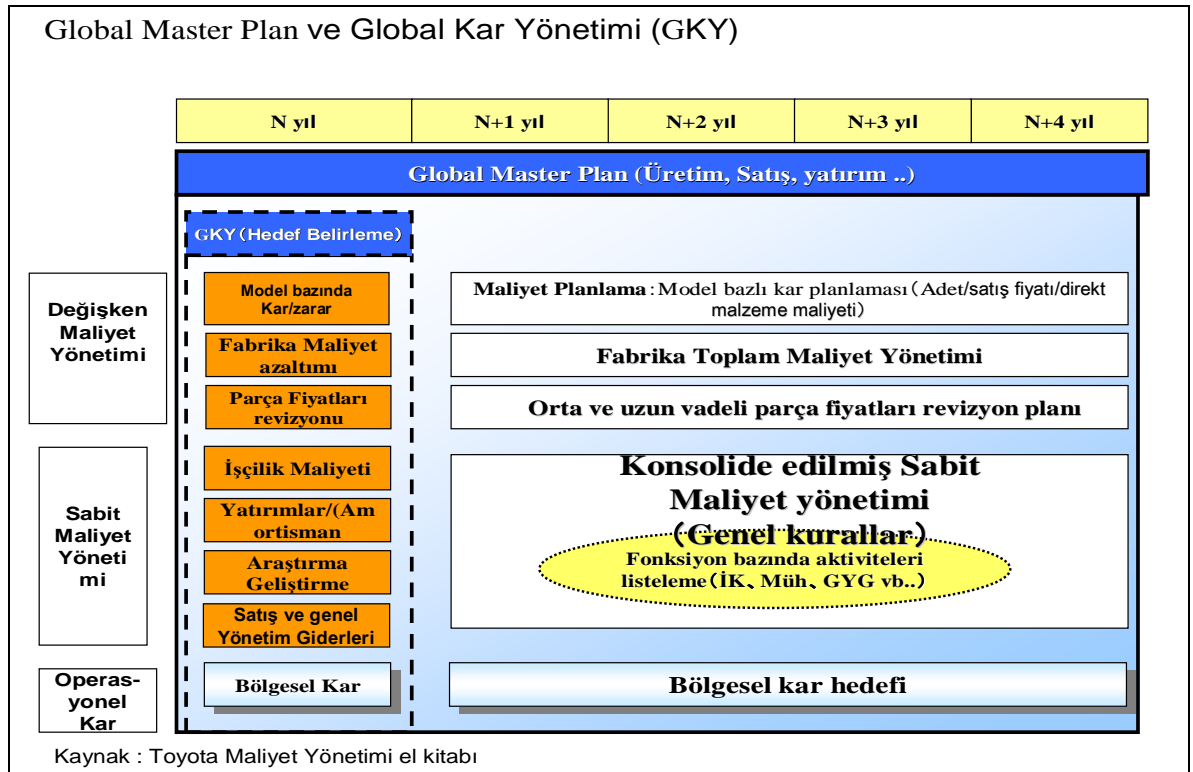 Global Master Plan ve Global Kar Yönetimi (GKY)
N yıl
N+1 yıl
N+2 yıl
N+3 yıl
N+4 yıl
Global Master Plan (Üretim, Satış, yatırım ..)
GKY(Hedef Belirleme)
Değişken
Maliyet
Yönetimi
Model bazında
Kar/zarar
Maliyet Planlama:Model bazlı kar planlaması(Adet/satış fiyatı/direkt
malzeme maliyeti)
Fabrika Maliyet
azaltımı
Fabrika Toplam Maliyet Yönetimi
Parça Fiyatları
revizyonu
Orta ve uzun vadeli parça fiyatları revizyon planı
Sabit
Maliyet
Yöneti
mi
İşçilik Maliyeti
Yatırımlar/(Am
ortisman
Araştırma
Geliştirme
Satış ve genel
Yönetim Giderleri
Konsolide edilmiş Sabit
Maliyet yönetimi
(Genel kurallar)
Fonksiyon bazında aktiviteleri
listeleme(İK、Müh、GYG vb..)
Operas-
yonel
Kar
Bölgesel Kar
Bölgesel kar hedefi
Kaynak : Toyota Maliyet Yönetimi el kitabı